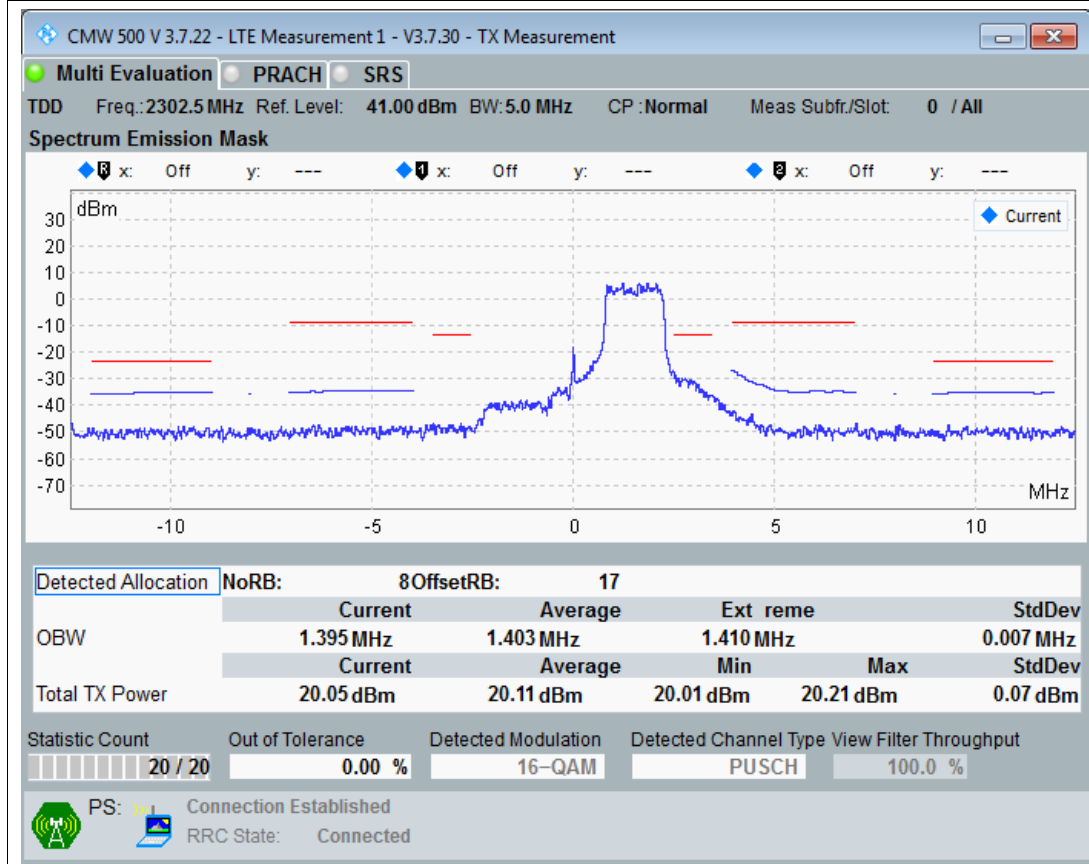 CMW 500 V 3.7.22 - LTE Measurement 1 - V3.7.30 - TX Measurement
Multi Evaluation PRACH SRS
TDD Freq.: 2302.5 MHz Ref. Level: 41.00 dBm BW: 5.0 MHz CP : Normal Meas Subfr./Slot: 0 / All
Spectrum Emission Mask
R x: Off y: --- 1 x: Off y: --- 2 x: Off y: ---
dBm
Current
30
20
10
0
-10
-20
-30
-40
-50
-60
-70
MHz
-10 -5 0 5 10
Detected Allocation NoRB: 8 OffsetRB: 17
Current Average Ext reme StdDev
OBW 1.395 MHz 1.403 MHz 1.410 MHz 0.007 MHz
Current Average Min Max StdDev
Total TX Power 20.05 dBm 20.11 dBm 20.01 dBm 20.21 dBm 0.07 dBm
Statistic Count Out of Tolerance Detected Modulation Detected Channel Type View Filter Throughput
20 / 20 0.00 % 16-QAM PUSCH 100.0 %
PS: Connection Established
RRC State: Connected